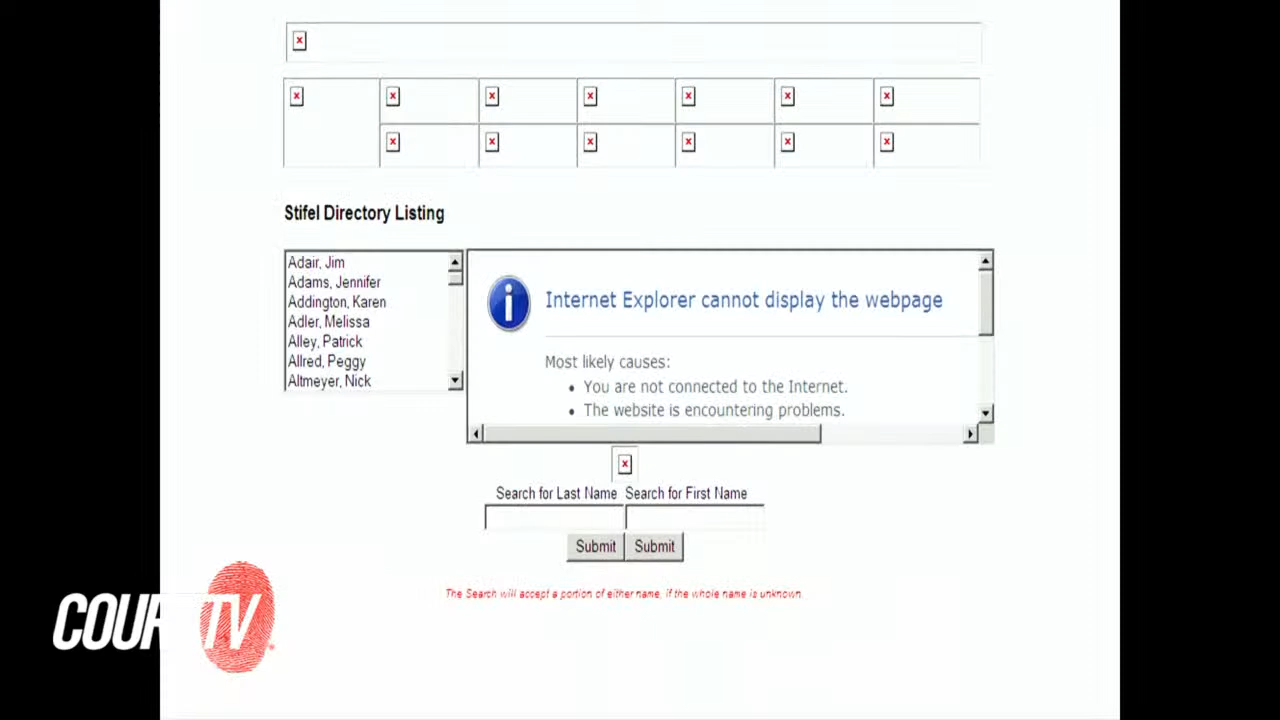 Stifel Directory Listing
Adair, Jim
Adams, Jennifer
Addington, Karen
Adler, Melissa
Alley, Patrick
Allred, Peggy
Altmeyer, Nick
Internet Explorer cannot display the webpage
Most likely causes:
• You are not connected to the Internet.
• The website is encountering problems.
Search for Last Name Search for First Name
Submit Submit
The Search will accept a portion of either name, if the whole name is unknown.
COURT TV